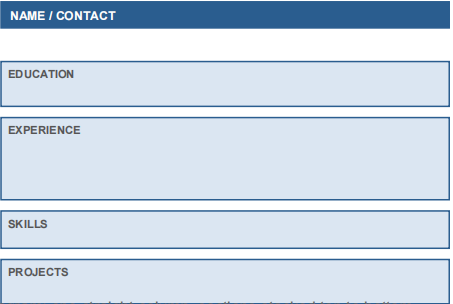 NAME / CONTACT
EDUCATION
EXPERIENCE
SKILLS
PROJECTS